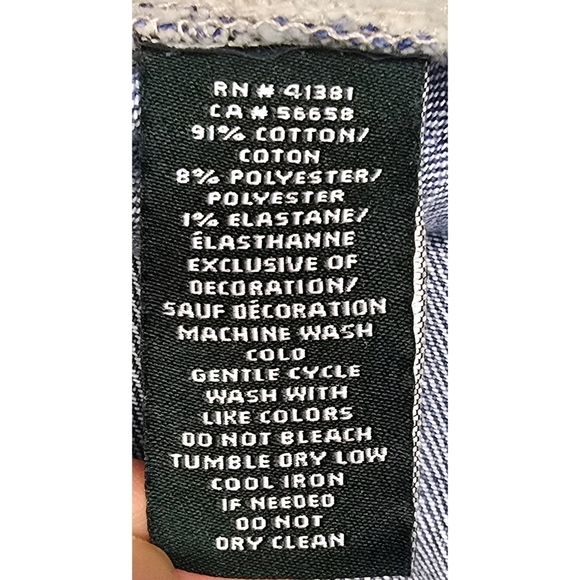 RN # 41381
CA # 56658
91% COTTON/
COTON
8% POLYESTER/
POLYESTER
1% ELASTANE/
ÉLASTHANNE
EXCLUSIVE OF
DECORATION/
SAUF DÉCORATION
MACHINE WASH
COLD
GENTLE CYCLE
WASH WITH
LIKE COLORS
DO NOT BLEACH
TUMBLE DRY LOW
COOL IRON
IF NEEDED
DO NOT
DRY CLEAN